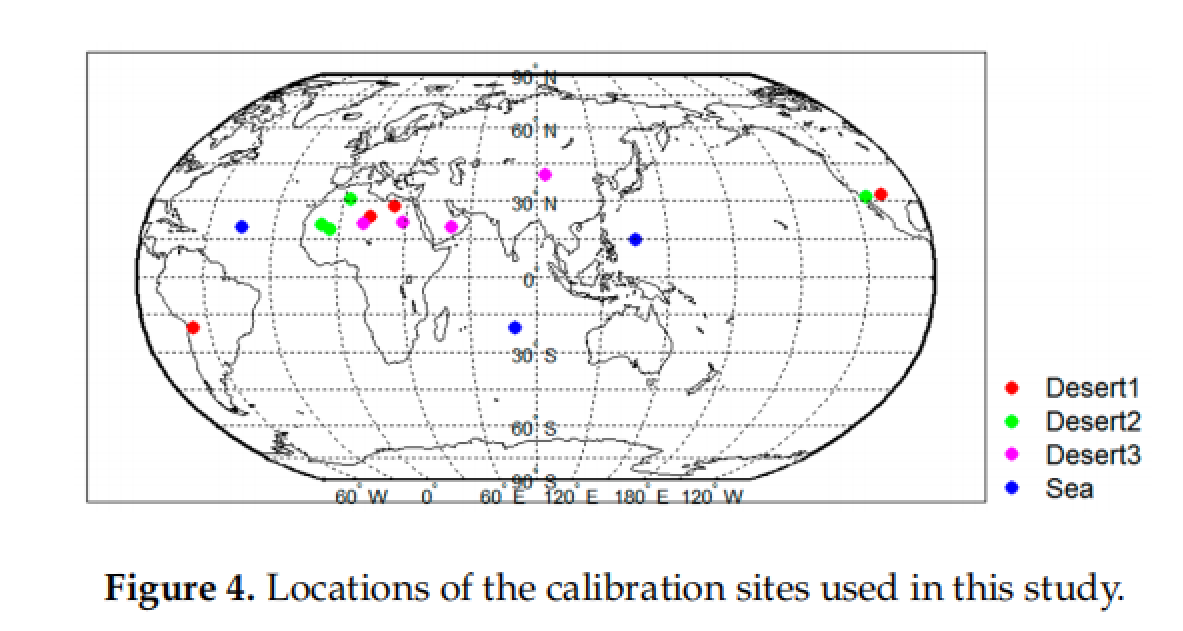 90° N
60° N
30° N
0°
30° S
60° S
90° S
60° W 0° 60° E 120° E 180° E 120° W
Desert1
Desert2
Desert3
Sea
Figure 4. Locations of the calibration sites used in this study.